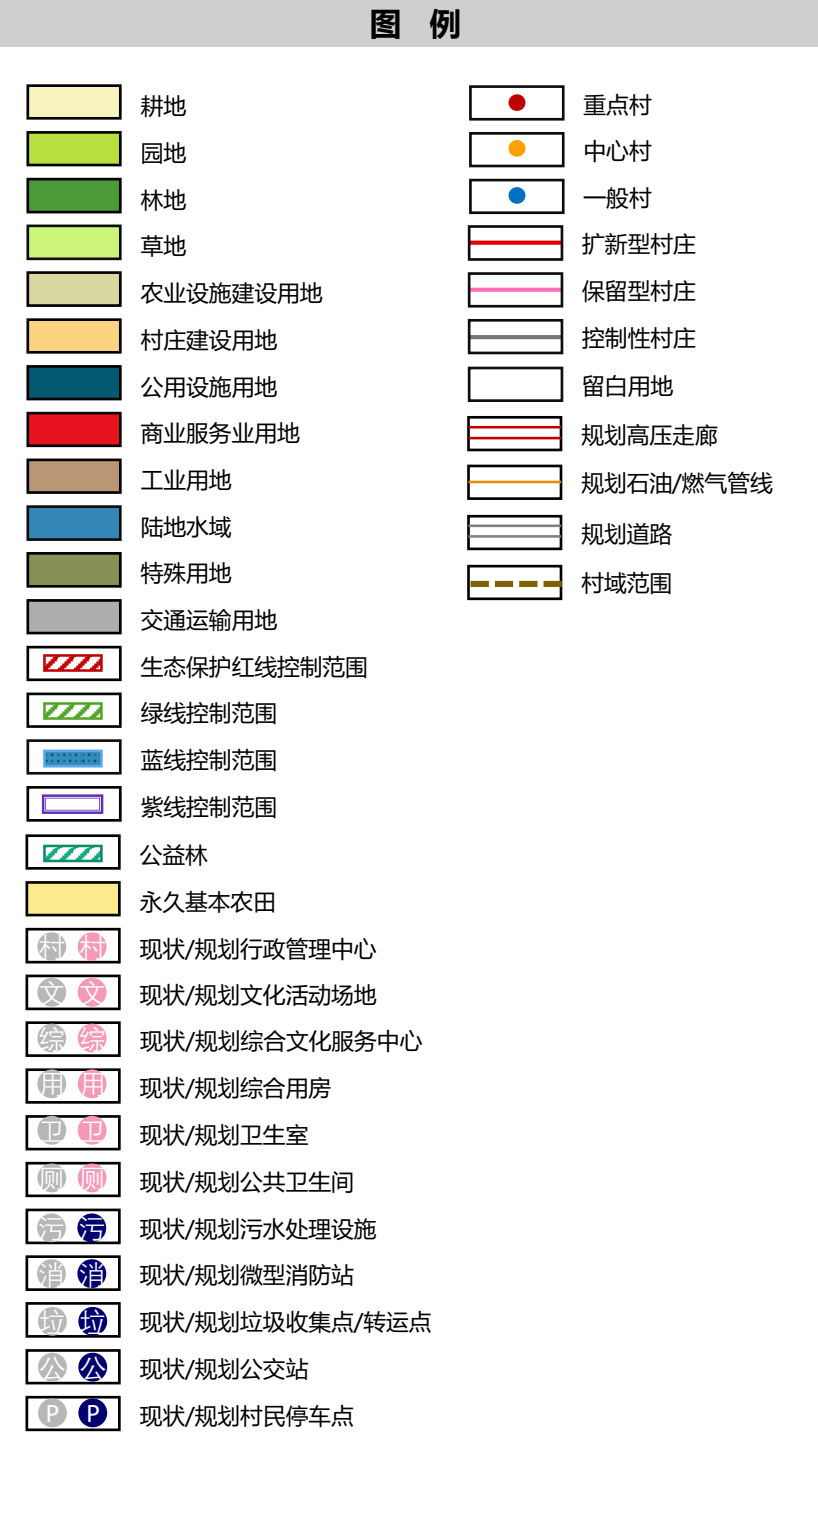 图 例
耕地
园地
林地
草地
农业设施建设用地
村庄建设用地
公用设施用地
商业服务业用地
工业用地
陆地水域
特殊用地
交通运输用地
生态保护红线控制范围
绿线控制范围
蓝线控制范围
紫线控制范围
公益林
永久基本农田
村 村 现状/规划行政管理中心
文 文 现状/规划文化活动场地
综 综 现状/规划综合文化服务中心
用 用 现状/规划综合用房
卫 卫 现状/规划卫生室
厕 厕 现状/规划公共卫生间
污 污 现状/规划污水处理设施
消 消 现状/规划微型消防站
垃 垃 现状/规划垃圾收集点/转运点
公 公 现状/规划公交站
P P 现状/规划村民停车点
重点村
中心村
一般村
扩新型村庄
保留型村庄
控制性村庄
留白用地
规划高压走廊
规划石油/燃气管线
规划道路
村域范围